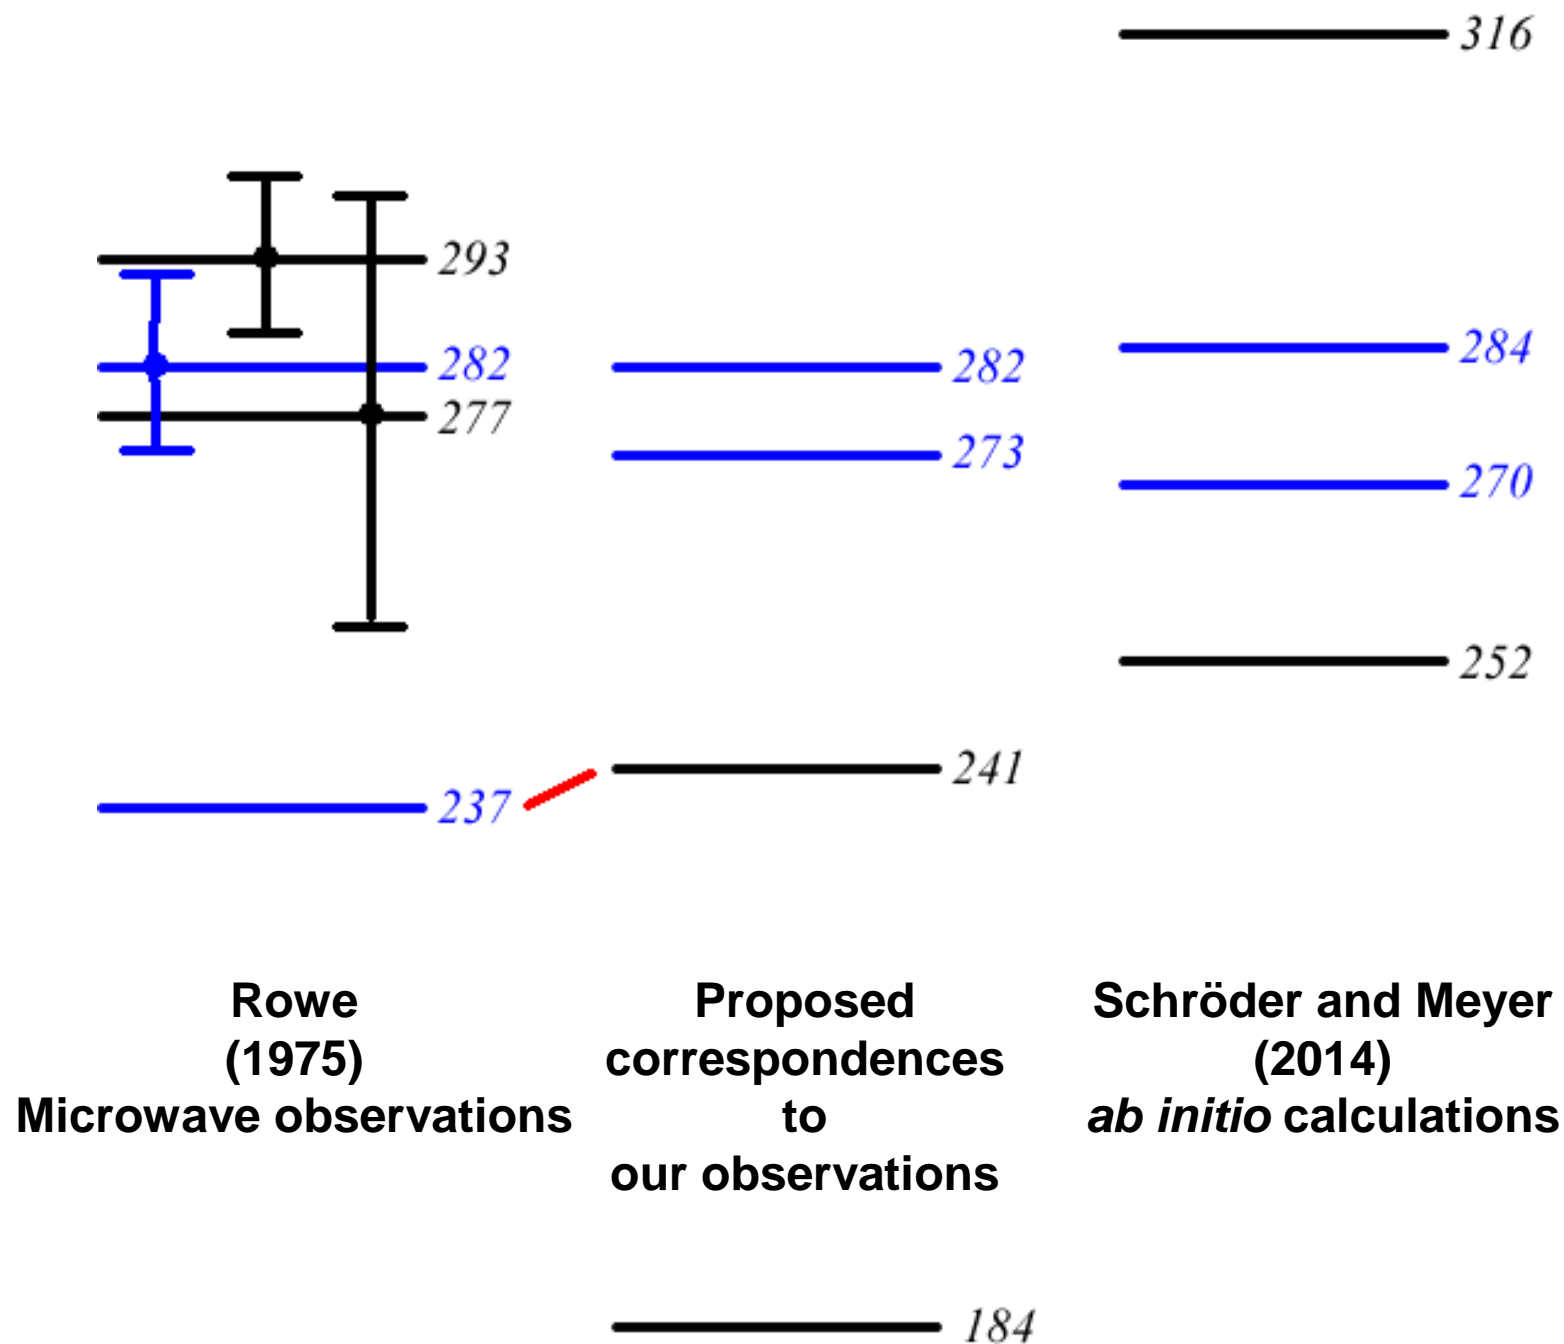 316
293
282
277
237
282
273
241
284
270
252
Rowe
(1975)
Microwave observations
Proposed
correspondences
to
our observations
Schröder and Meyer
(2014)
ab initio calculations
184